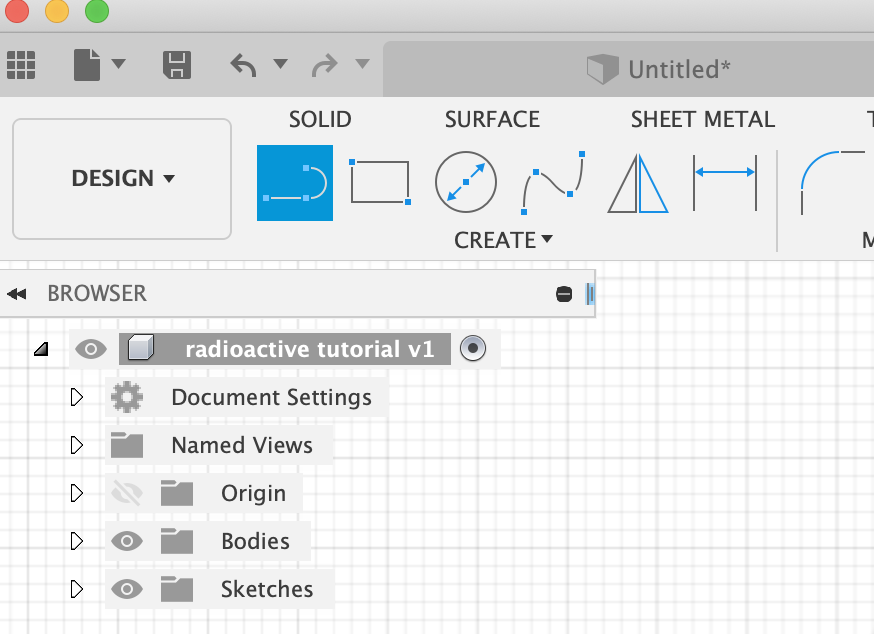 Untitled*
SOLID SURFACE SHEET METAL T
DESIGN
CREATE M
BROWSER
radioactive tutorial v1
Document Settings
Named Views
Origin
Bodies
Sketches